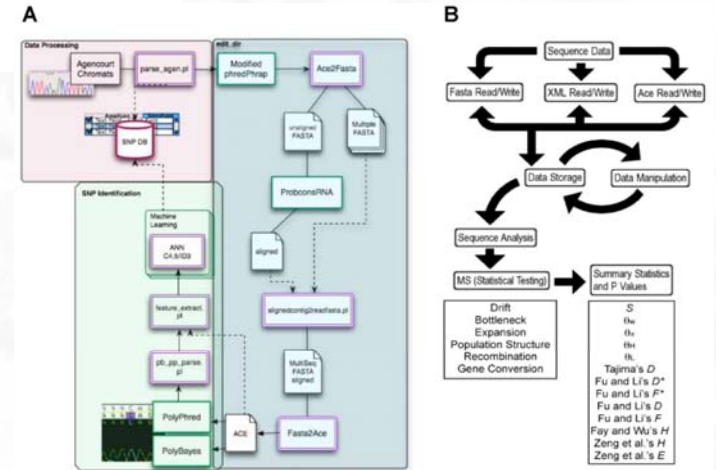 A
Data Processing
Agencourt
Chromats
parse_agen.pl
SNP DB
edit_dir
Modified
phredPhrap
Ace2Fasta
unaligned
FASTA
Multiple
FASTA
ProbconsRNA
aligned
alignedcontig2readfasta.pl
MultiSeq
FASTA
aligned
Fasta2Ace
ACE
SNP Identification
Machine
Learning
ANN
C4.5/ID3
feature_extract.
pl
pb_pp_parse.
pl
PolyPhred
PolyBayes
B
Sequence Data
Fasta Read/Write
XML Read/Write
Ace Read/Write
Data Storage
Data Manipulation
Sequence Analysis
MS (Statistical Testing)
Summary Statistics
and P Values
Drift
Bottleneck
Expansion
Population Structure
Recombination
Gene Conversion
S
θw
θπ
θH
θL
Tajima's D
Fu and Li's D*
Fu and Li's F*
Fu and Li's D
Fu and Li's F
Fay and Wu's H
Zeng et al.'s H
Zeng et al.'s E